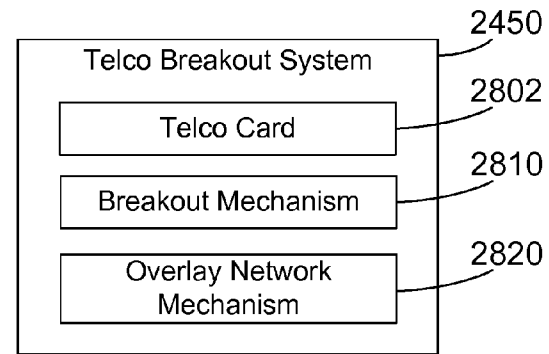 2450
Telco Breakout System
2802
Telco Card
2810
Breakout Mechanism
2820
Overlay Network
Mechanism